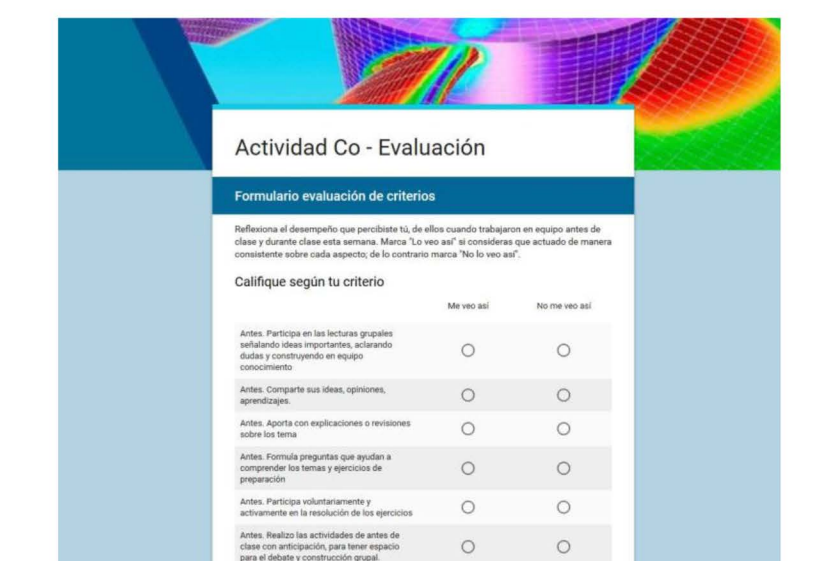 Actividad Co - Evaluación
Formulario evaluación de criterios
Reflexiona el desempeño que percibiste tú, de ellos cuando trabajaron en equipo antes de
clase y durante clase esta semana. Marca "Lo veo así" si consideras que actuado de manera
consistente sobre cada aspecto; de lo contrario marca "No lo veo así".
Califique según tu criterio
Me veo así No me veo así
Antes. Participa en las lecturas grupales
señalando ideas importantes, aclarando
dudas y construyendo en equipo
conocimiento
Antes. Comparte sus ideas, opiniones,
aprendizajes.
Antes. Aporta con explicaciones o revisiones
sobre los tema
Antes. Formula preguntas que ayudan a
comprender los temas y ejercicios de
preparación
Antes. Participa voluntariamente y
activamente en la resolución de los ejercicios
Antes. Realizo las actividades de antes de
clase con anticipación, para tener espacio
para el debate y construcción grupal.